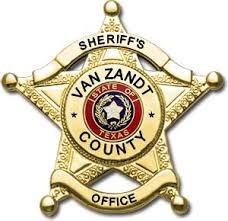 SHERIFF'S
VAN ZANDT
STATE OF
TEXAS
COUNTY
OFFICE